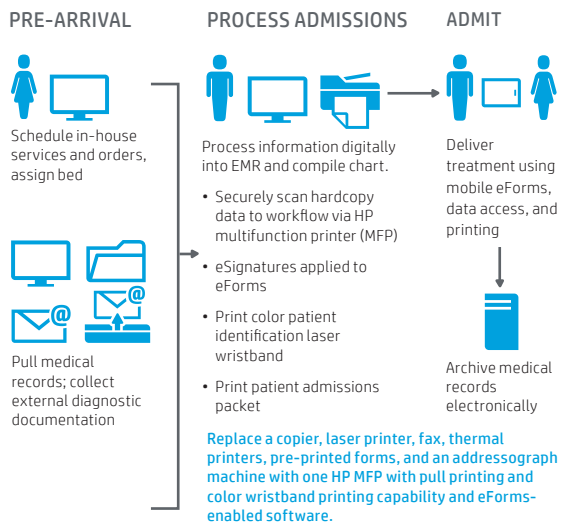 PRE-ARRIVAL
Schedule in-house
services and orders,
assign bed
@
@
Pull medical
records; collect
external diagnostic
documentation
PROCESS ADMISSIONS
Process information digitally
into EMR and compile chart.
• Securely scan hardcopy
data to workflow via HP
multifunction printer (MFP)
• eSignatures applied to
eForms
• Print color patient
identification laser
wristband
• Print patient admissions
packet
Replace a copier, laser printer, fax, thermal
printers, pre-printed forms, and an addressograph
machine with one HP MFP with pull printing and
color wristband printing capability and eForms-
enabled software.
ADMIT
Deliver
treatment using
mobile eForms,
data access, and
printing
Archive medical
records
electronically